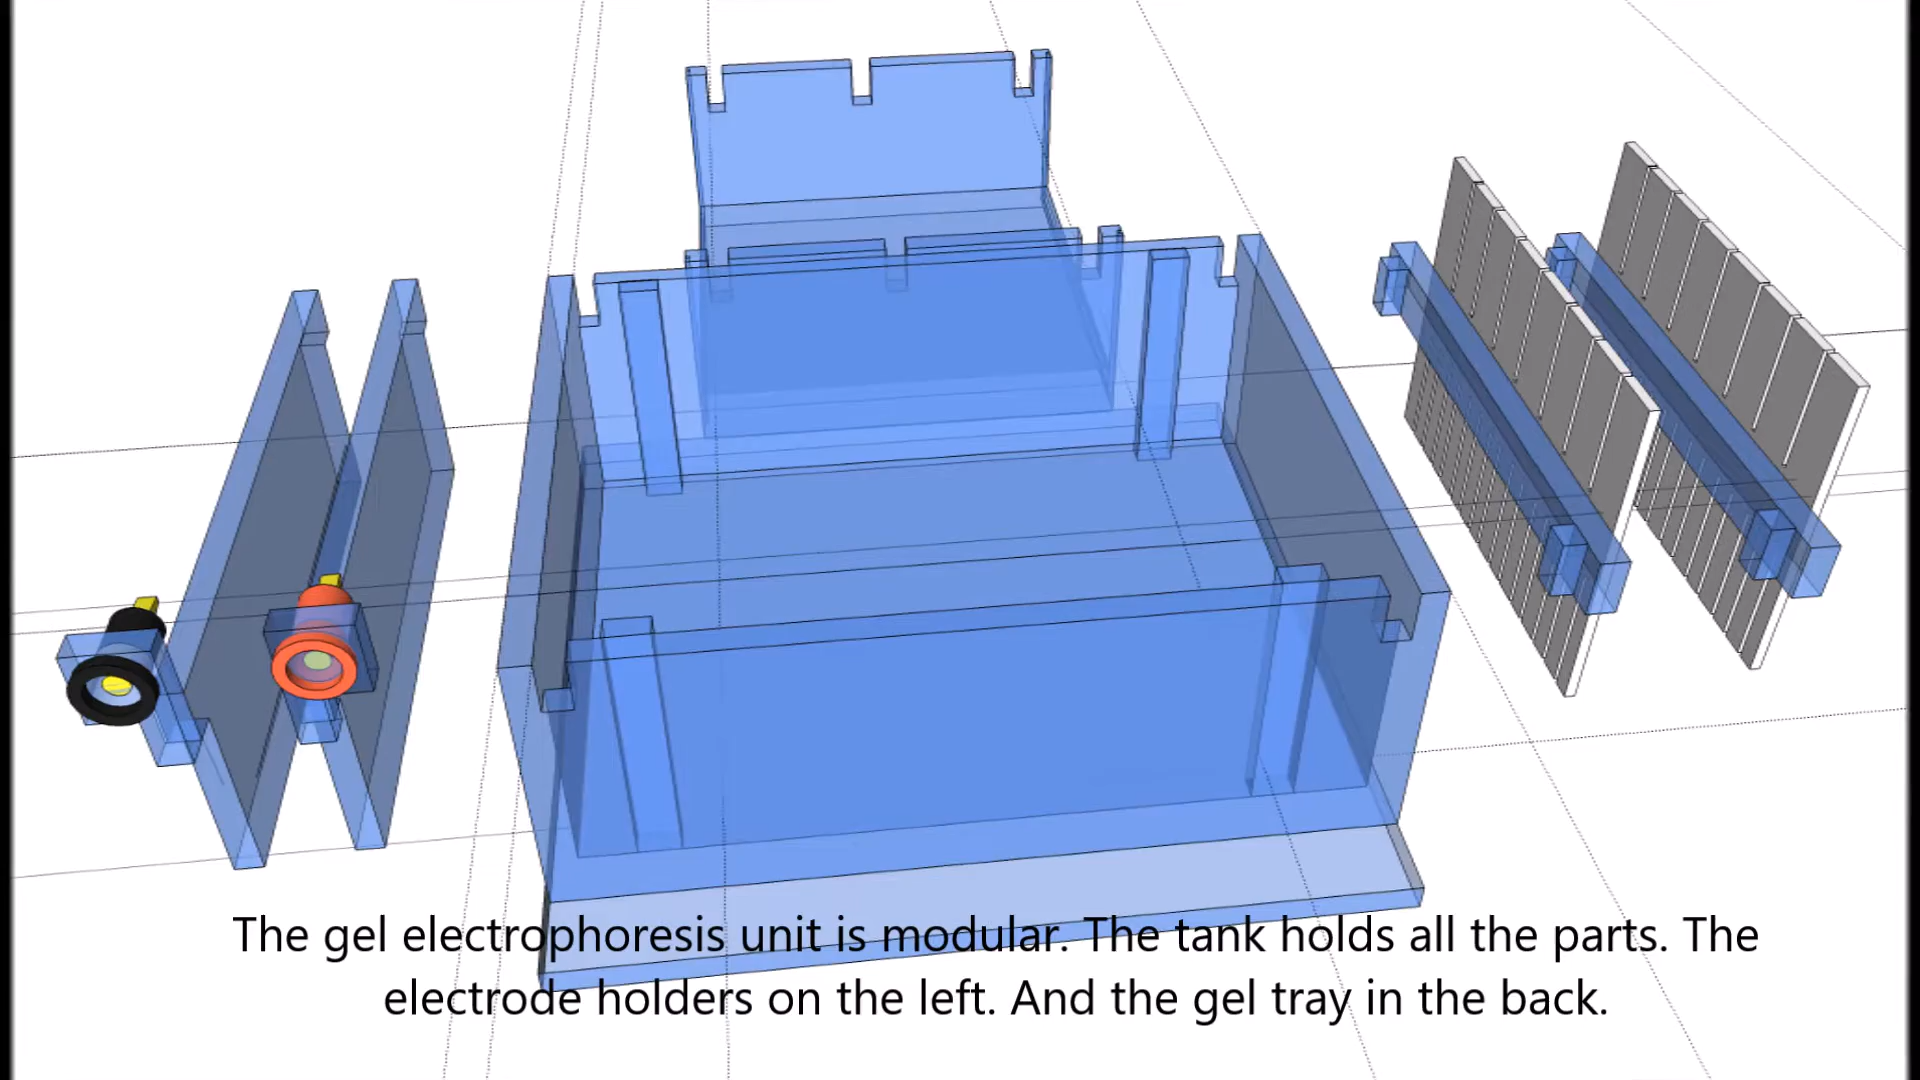 The gel electrophoresis unit is modular. The tank holds all the parts. The
electrode holders on the left. And the gel tray in the back.